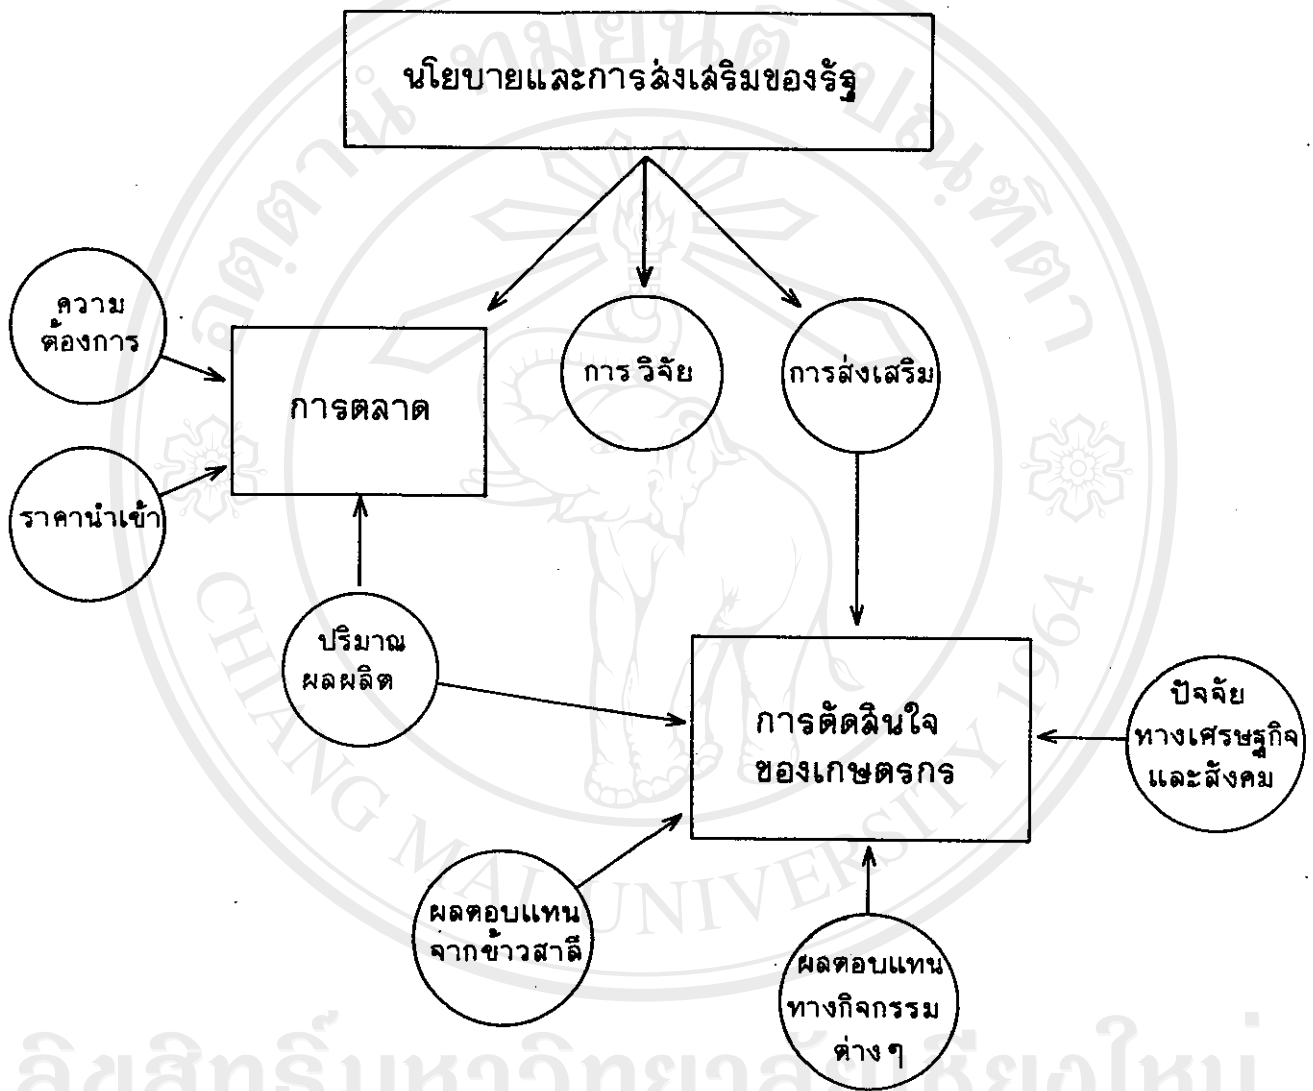 นโยบายและการส่งเสริมของรัฐ
ความ
ต้องการ
การตลาด
การ วิจัย
การส่งเสริม
ราคานำเข้า
ปริมาณ
ผลผลิต
การตัดสินใจ
ของเกษตรกร
ปัจจัย
ทางเศรษฐกิจ
และสังคม
ผลตอบแทน
จากข้าวสาลี
ผลตอบแทน
ทางกิจกรรม
ต่าง ๆ
CHIANG MAI UNIVERSITY 1964
ลิขสิทธิ์มหาวิทยาลัยเชียงใหม่